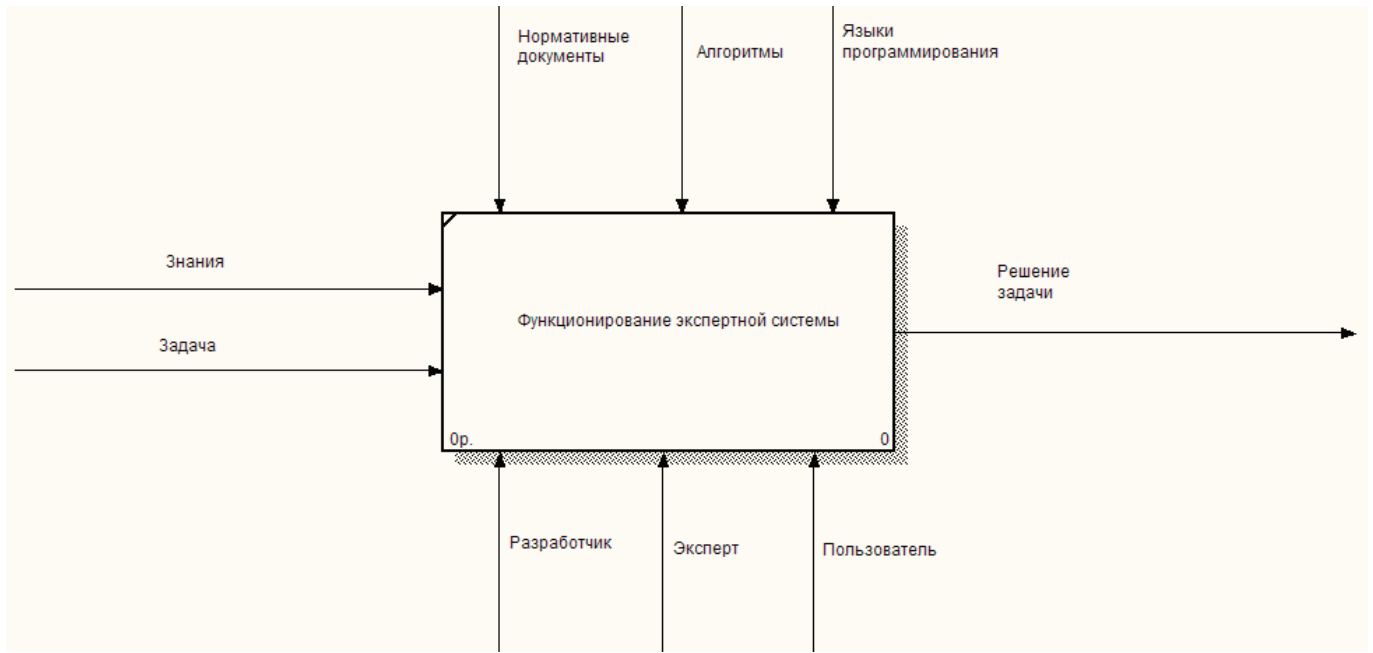 Нормативные
документы
Алгоритмы
Языки
программирования
Знания
Задача
Функционирование экспертной системы
0р.
0
Решение
задачи
Разработчик
Эксперт
Пользователь